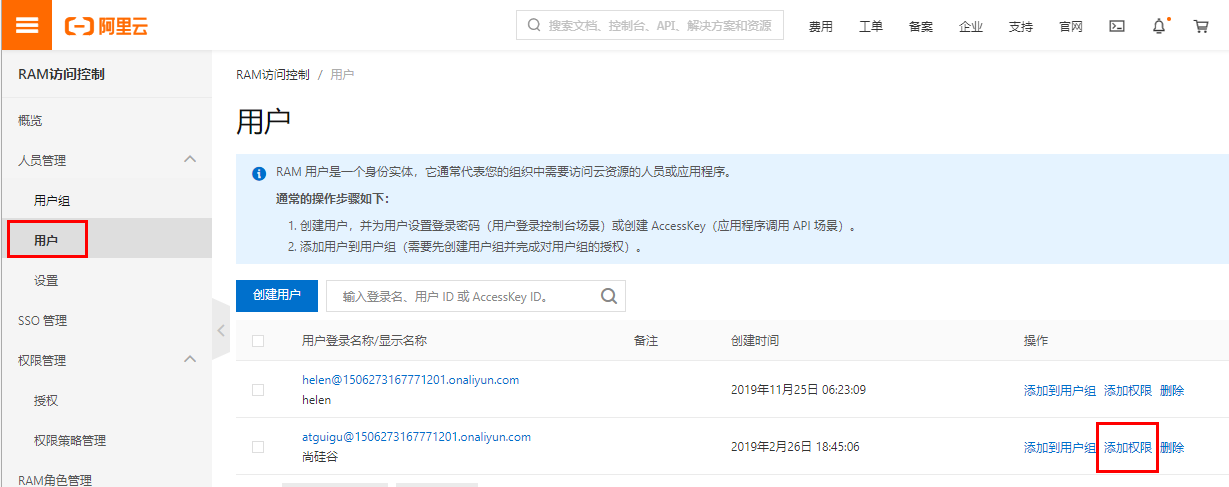 阿里云
搜索文档、控制台、API、解决方案和资源
费用
工单
备案
企业
支持
官网
RAM访问控制
概览
人员管理
用户组
用户
设置
SSO 管理
权限管理
授权
权限策略管理
RAM角色管理
RAM访问控制 / 用户
用户
RAM 用户是一个身份实体，它通常代表您的组织中需要访问云资源的人员或应用程序。
通常的操作步骤如下：
1. 创建用户，并为用户设置登录密码（用户登录控制台场景）或创建 AccessKey（应用程序调用 API 场景）。
2. 添加用户到用户组（需要先创建用户组并完成对用户组的授权）。
创建用户
输入登录名、用户 ID 或 AccessKey ID。
用户登录名称/显示名称 备注 创建时间 操作
helen@1506273167771201.onaliyun.com
helen
2019年11月25日 06:23:09
添加到用户组 添加权限 删除
atguigu@1506273167771201.onaliyun.com
尚硅谷
2019年2月26日 18:45:06
添加到用户组 添加权限 删除